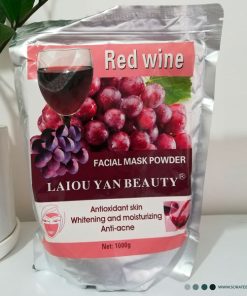 Red wine
FACIAL MASK POWDER
LAIOU YAN BEAUTY®
Antioxidant skin
Whitening and moisturizing
Anti-acne
Net: 1000g